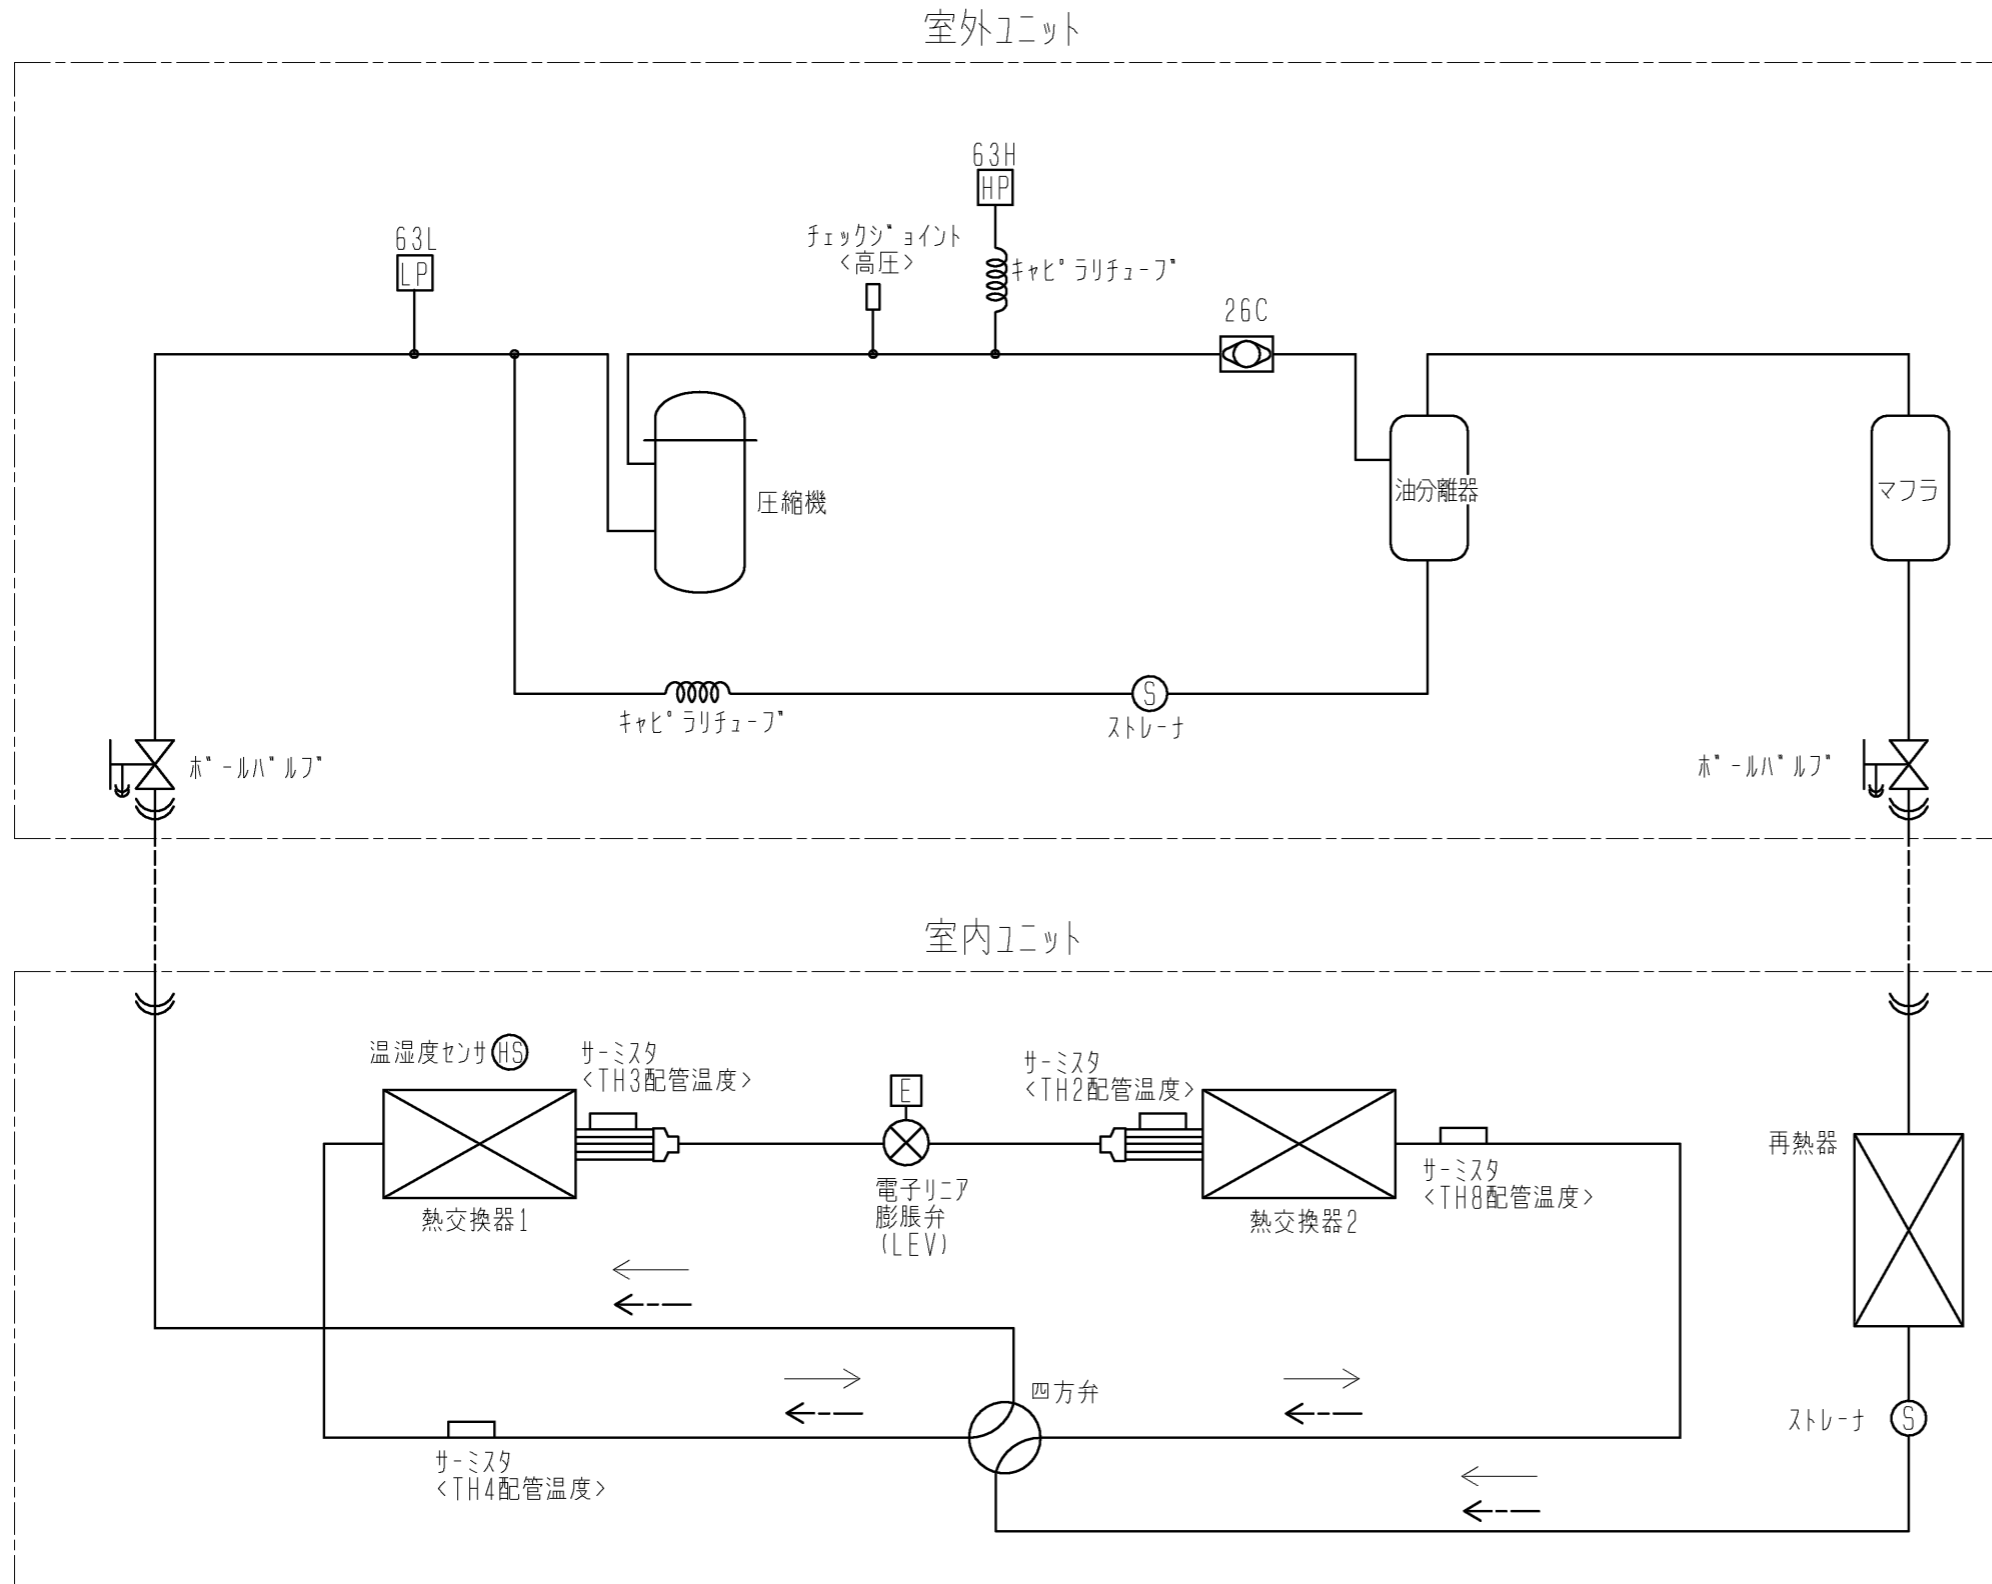 室外ユニット
63H
HP
63L
LP
チェックジョイント
<高圧>
キャピラリチューブ
26C
圧縮機
油分離器
マフラ
キャピラリチューブ
S
ストレーナ
ボールバルブ
ボールバルブ
室内ユニット
温湿度センサ HS
サーミスタ
<TH3配管温度>
E
サーミスタ
<TH2配管温度>
再熱器
電子リニア
膨脹弁
(LEV)
サーミスタ
<TH8配管温度>
熱交換器1
熱交換器2
四方弁
ストレーナ S
サーミスタ
<TH4配管温度>